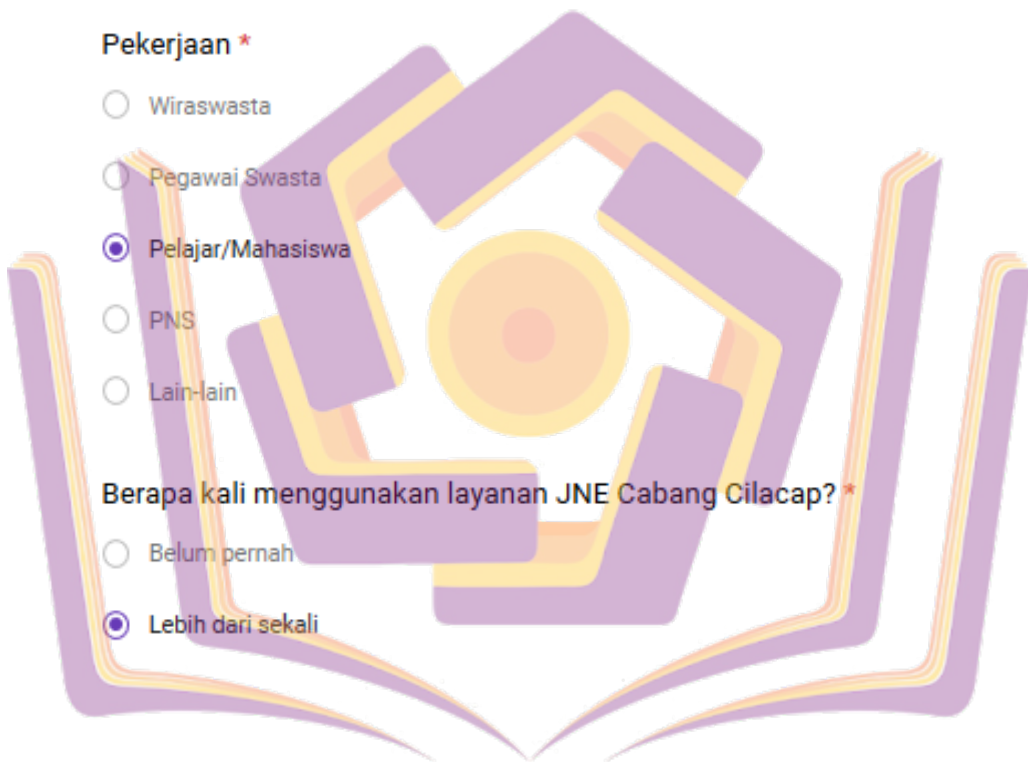 Pekerjaan *
Wiraswasta
Pegawai Swasta
Pelajar/Mahasiswa
PNS
Lain-lain
Berapa kali menggunakan layanan JNE Cabang Cilacap? *
Belum pernah
Lebih dari sekali